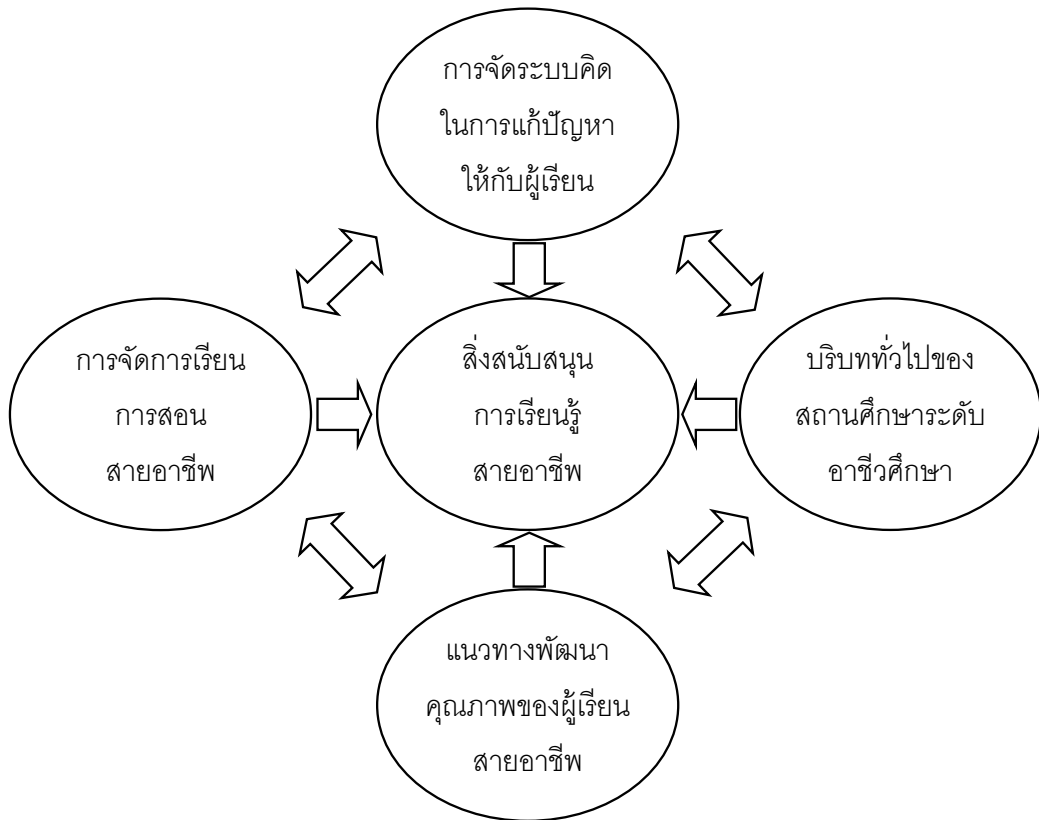 การจัดระบบคิด
ในการแก้ปัญหา
ให้กับผู้เรียน
การจัดการเรียน
การสอน
สายอาชีพ
สิ่งสนับสนุน
การเรียนรู้
สายอาชีพ
บริบททั่วไปของ
สถานศึกษาระดับ
อาชีวศึกษา
แนวทางพัฒนา
คุณภาพของผู้เรียน
สายอาชีพ